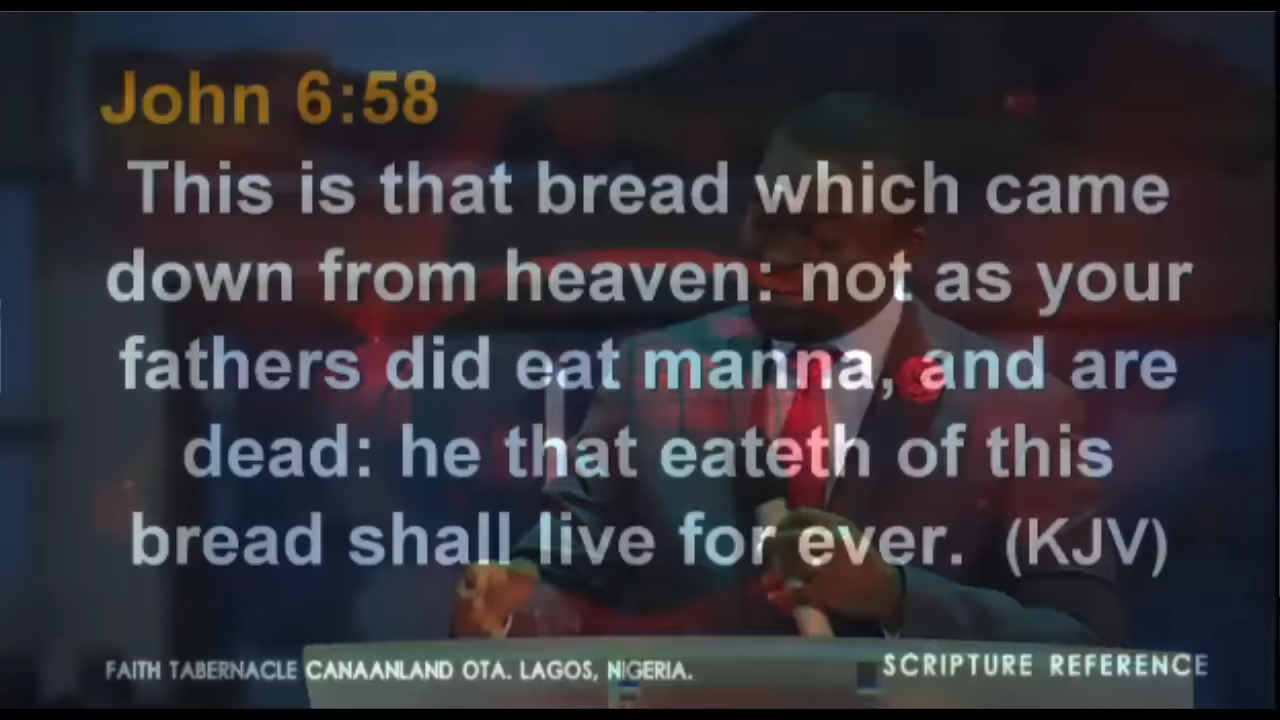 John 6:58
This is that bread which came
down from heaven: not as your
fathers did eat manna, and are
dead: he that eateth of this
bread shall live for ever. (KJV)
FAITH TABERNACLE CANAANLAND OTA. LAGOS, NIGERIA.
SCRIPTURE REFERENCE